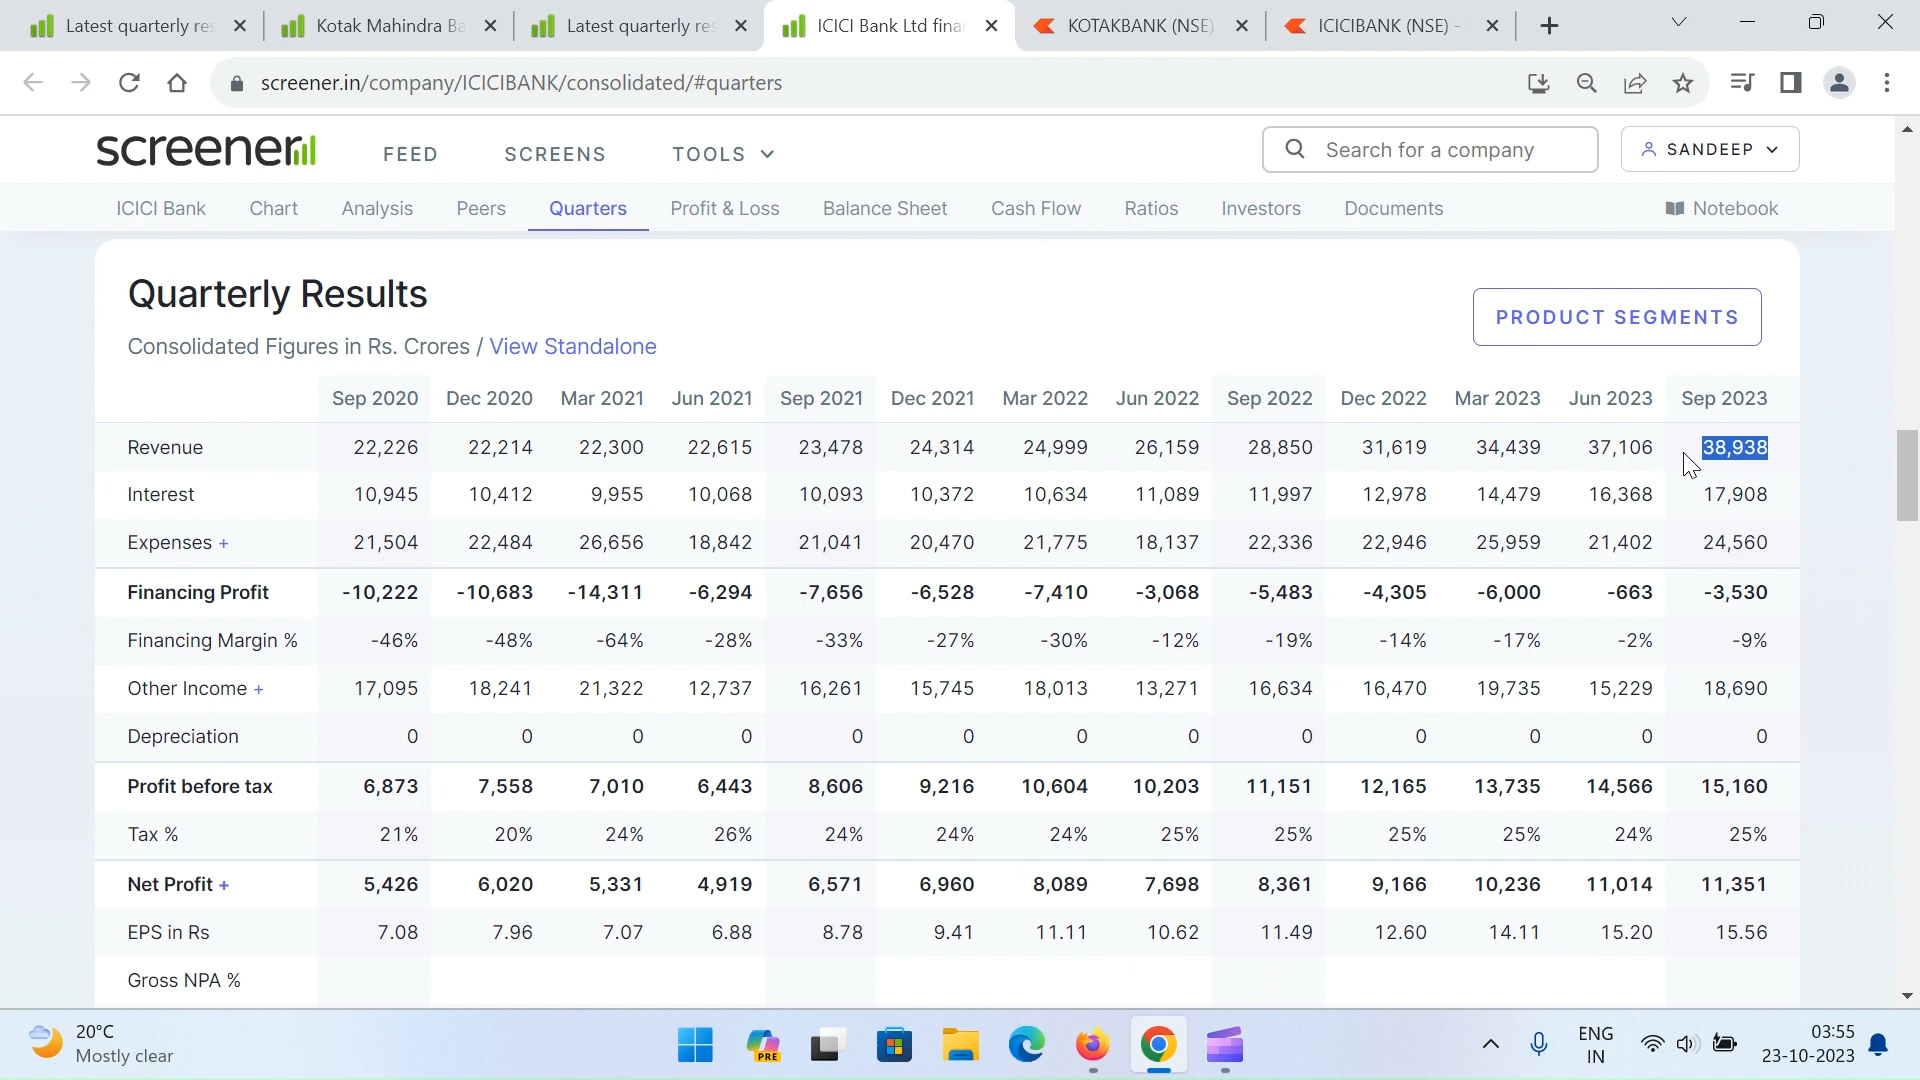 Latest quarterly re
Kotak Mahindra Ba
Latest quarterly re
ICICI Bank Ltd finan
KOTAKBANK (NSE)
ICICIBANK (NSE) -
screener.in/company/ICICIBANK/consolidated/#quarters
screener
FEED
SCREENS
TOOLS
Search for a company
SANDEEP
ICICI Bank Chart Analysis Peers Quarters Profit & Loss Balance Sheet Cash Flow Ratios Investors Documents Notebook
Quarterly Results
PRODUCT SEGMENTS
Consolidated Figures in Rs. Crores / View Standalone
Sep 2020 Dec 2020 Mar 2021 Jun 2021 Sep 2021 Dec 2021 Mar 2022 Jun 2022 Sep 2022 Dec 2022 Mar 2023 Jun 2023 Sep 2023
Revenue 22,226 22,214 22,300 22,615 23,478 24,314 24,999 26,159 28,850 31,619 34,439 37,106 38,938
Interest 10,945 10,412 9,955 10,068 10,093 10,372 10,634 11,089 11,997 12,978 14,479 16,368 17,908
Expenses + 21,504 22,484 26,656 18,842 21,041 20,470 21,775 18,137 22,336 22,946 25,959 21,402 24,560
Financing Profit -10,222 -10,683 -14,311 -6,294 -7,656 -6,528 -7,410 -3,068 -5,483 -4,305 -6,000 -663 -3,530
Financing Margin % -46% -48% -64% -28% -33% -27% -30% -12% -19% -14% -17% -2% -9%
Other Income + 17,095 18,241 21,322 12,737 16,261 15,745 18,013 13,271 16,634 16,470 19,735 15,229 18,690
Depreciation 0 0 0 0 0 0 0 0 0 0 0 0 0
Profit before tax 6,873 7,558 7,010 6,443 8,606 9,216 10,604 10,203 11,151 12,165 13,735 14,566 15,160
Tax % 21% 20% 24% 26% 24% 24% 24% 25% 25% 25% 25% 24% 25%
Net Profit + 5,426 6,020 5,331 4,919 6,571 6,960 8,089 7,698 8,361 9,166 10,236 11,014 11,351
EPS in Rs 7.08 7.96 7.07 6.88 8.78 9.41 11.11 10.62 11.49 12.60 14.11 15.20 15.56
Gross NPA %
20°C
Mostly clear
PRE
ENG
IN
03:55
23-10-2023